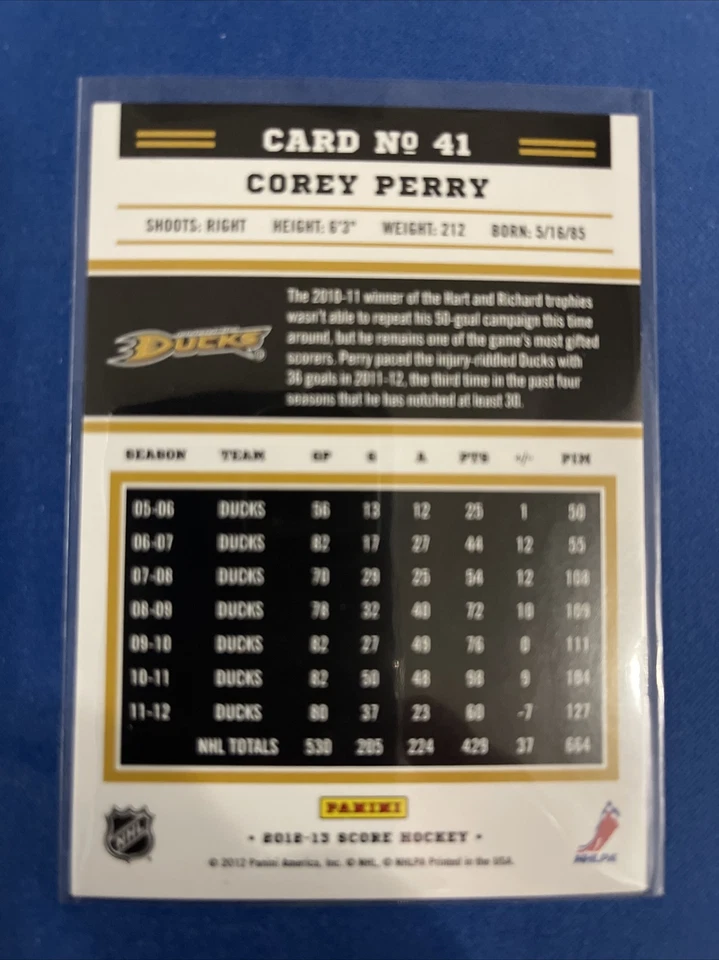 CARD Nº 41
COREY PERRY
SHOOTS: RIGHT HEIGHT: 6'3" WEIGHT: 212 BORN: 5/16/85
DUCKS
The 2010-11 winner of the Hart and Richard trophies
wasn't able to repeat his 50-goal campaign this time
around, but he remains one of the game's most gifted
scorers. Perry paced the injury-riddled Ducks with
36 goals in 2011-12, the third time in the past four
seasons that he has notched at least 30.
SEASON TEAM GP G A PTS +/- PIM
05-06 DUCKS 56 13 12 25 1 50
06-07 DUCKS 82 17 27 44 12 55
07-08 DUCKS 70 29 25 54 12 108
08-09 DUCKS 78 32 40 72 10 109
09-10 DUCKS 82 27 49 76 0 111
10-11 DUCKS 82 50 48 98 9 104
11-12 DUCKS 80 37 23 60 -7 127
NHL TOTALS 530 205 224 429 37 664
PANINI
NHL
• 2012-13 SCORE HOCKEY •
NHLPA
© 2012 Panini America, Inc. © NHL. © NHLPA Printed in the USA.